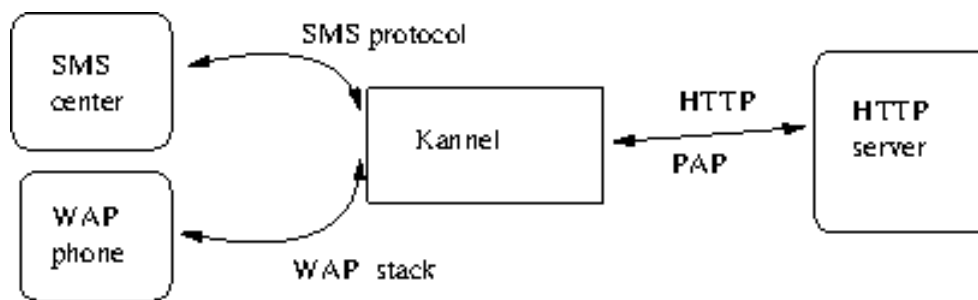 SMS protocol
SMS
center
HTTP
HTTP
server
Kannel
PAP
WAP
phone
WAP stack